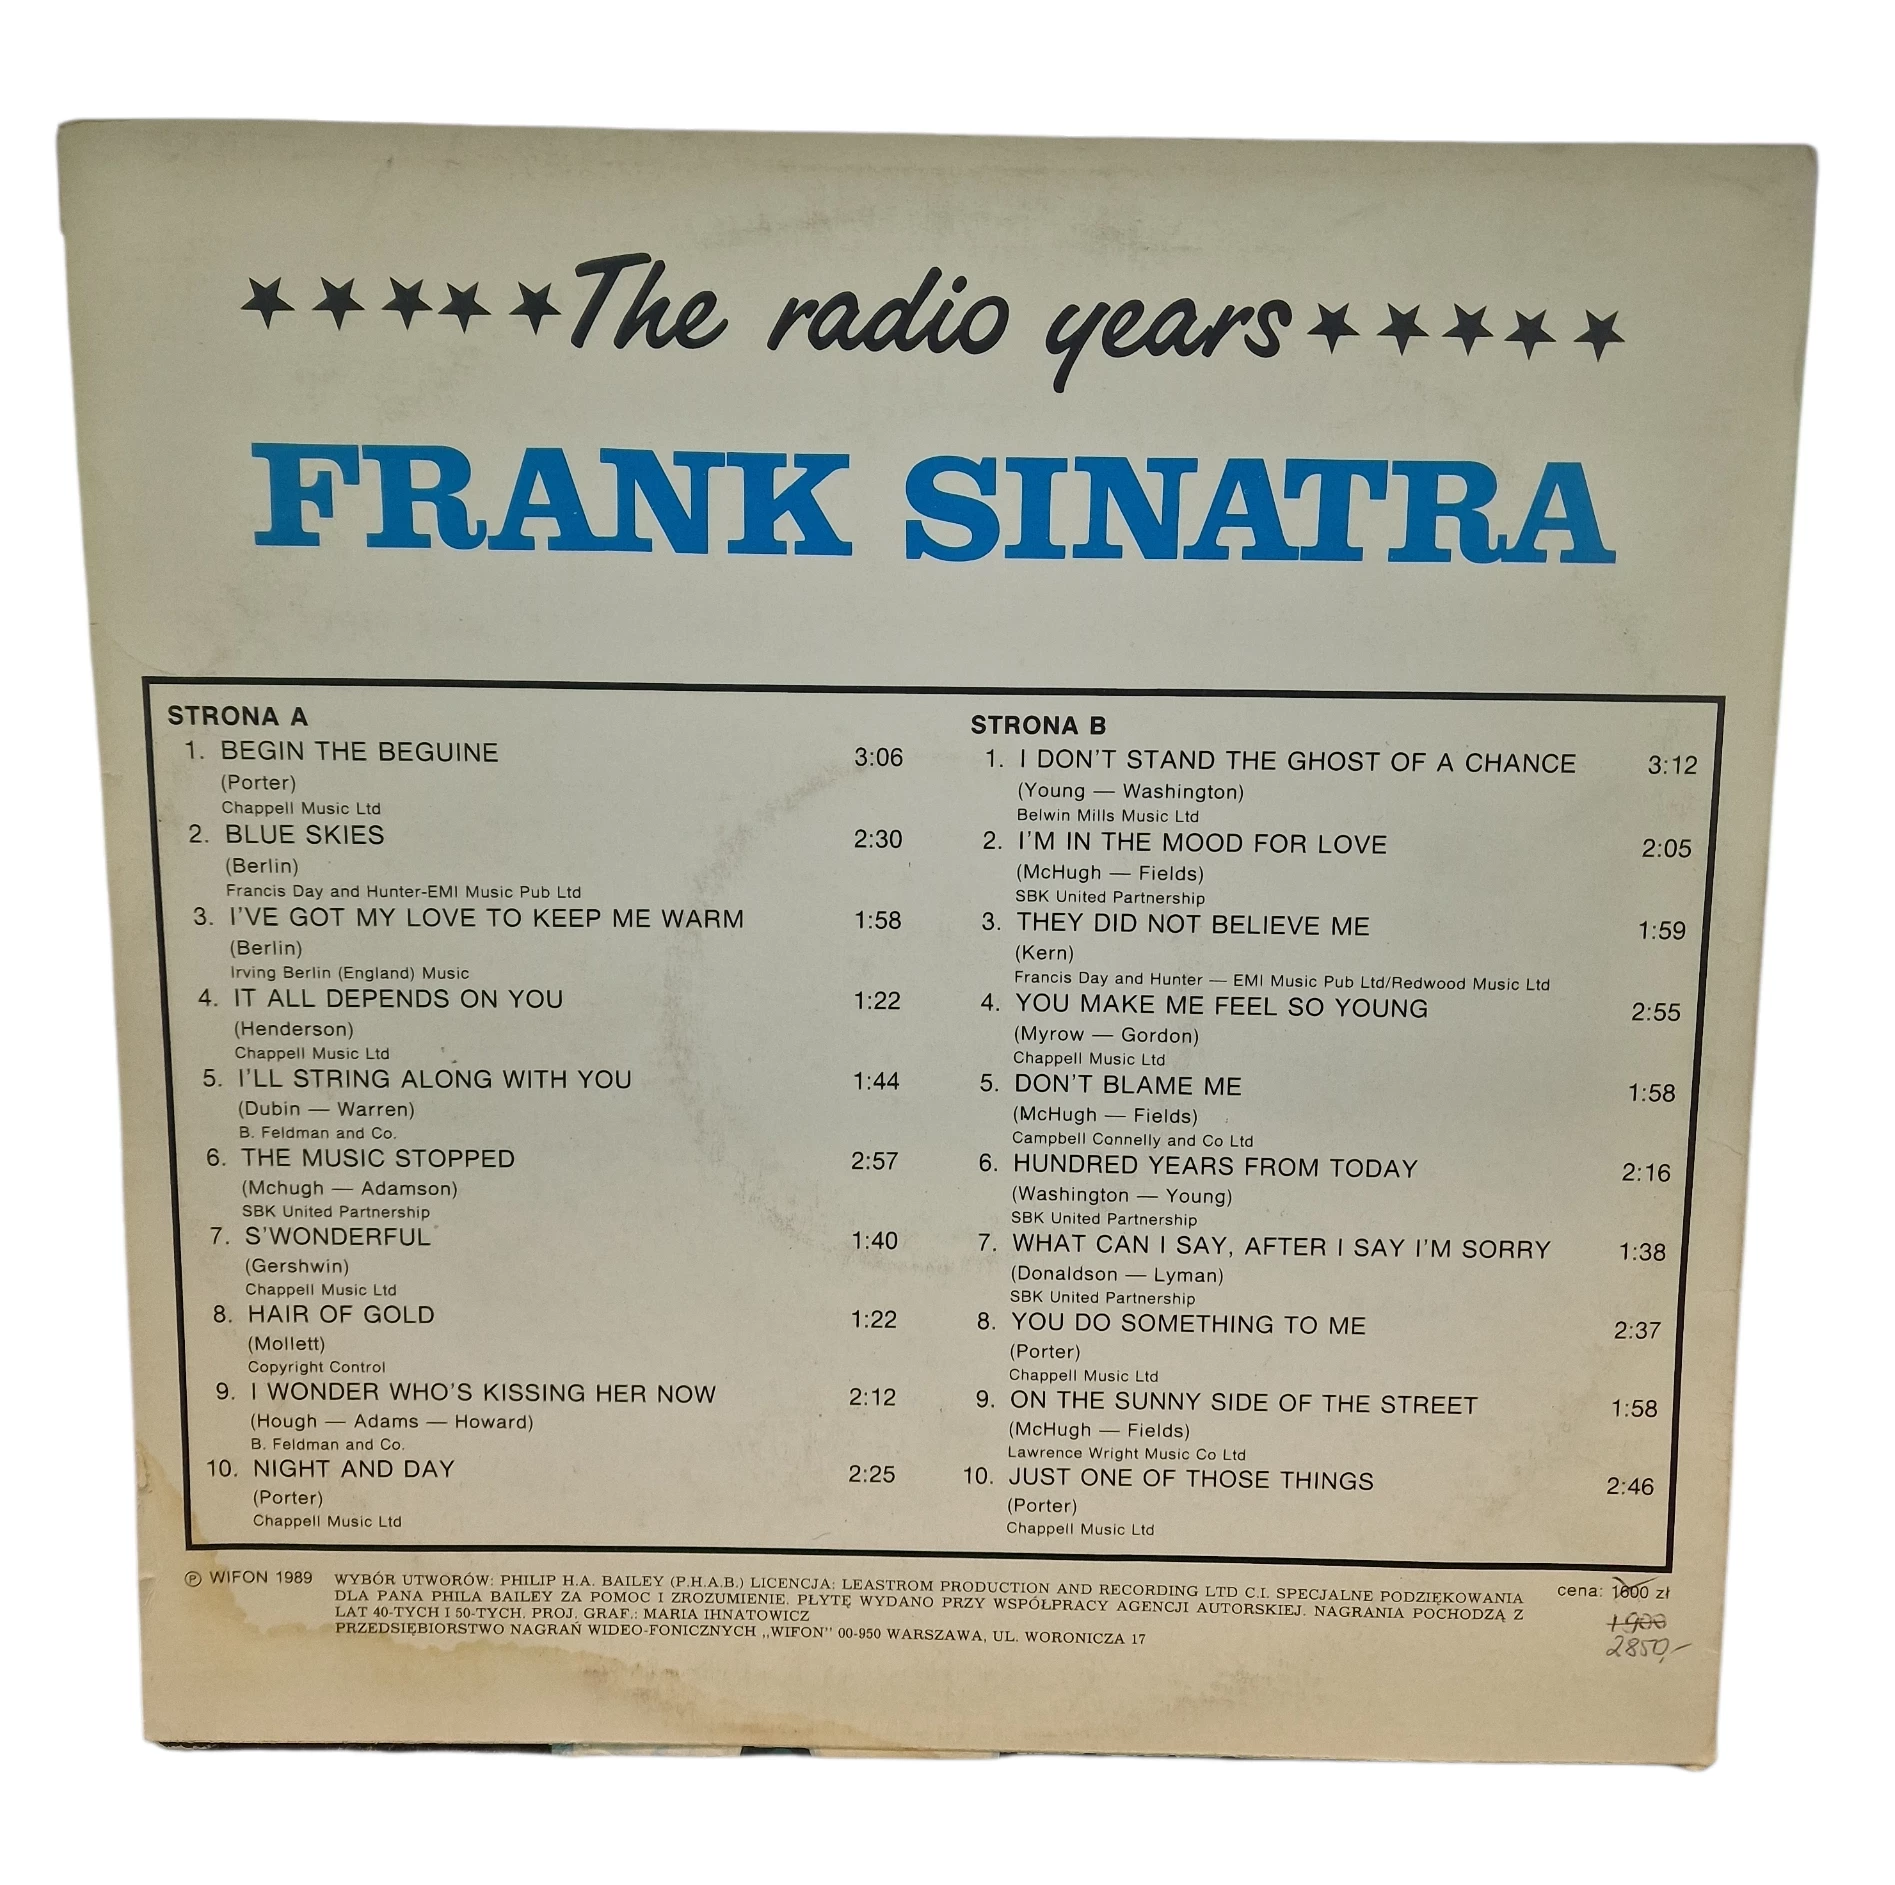 The radio years
FRANK SINATRA
STRONA A
1. BEGIN THE BEGUINE 3:06
(Porter)
Chappell Music Ltd
2. BLUE SKIES 2:30
(Berlin)
Francis Day and Hunter-EMI Music Pub Ltd
3. I'VE GOT MY LOVE TO KEEP ME WARM 1:58
(Berlin)
Irving Berlin (England) Music
4. IT ALL DEPENDS ON YOU 1:22
(Henderson)
Chappell Music Ltd
5. I'LL STRING ALONG WITH YOU 1:44
(Dubin — Warren)
B. Feldman and Co.
6. THE MUSIC STOPPED 2:57
(Mchugh — Adamson)
SBK United Partnership
7. S'WONDERFUL 1:40
(Gershwin)
Chappell Music Ltd
8. HAIR OF GOLD 1:22
(Mollett)
Copyright Control
9. I WONDER WHO'S KISSING HER NOW 2:12
(Hough — Adams — Howard)
B. Feldman and Co.
10. NIGHT AND DAY 2:25
(Porter)
Chappell Music Ltd
STRONA B
1. I DON'T STAND THE GHOST OF A CHANCE 3:12
(Young — Washington)
Belwin Mills Music Ltd
2. I'M IN THE MOOD FOR LOVE 2:05
(McHugh — Fields)
SBK United Partnership
3. THEY DID NOT BELIEVE ME 1:59
(Kern)
Francis Day and Hunter — EMI Music Pub Ltd/Redwood Music Ltd
4. YOU MAKE ME FEEL SO YOUNG 2:55
(Myrow — Gordon)
Chappell Music Ltd
5. DON'T BLAME ME 1:58
(McHugh — Fields)
Campbell Connelly and Co Ltd
6. HUNDRED YEARS FROM TODAY 2:16
(Washington — Young)
SBK United Partnership
7. WHAT CAN I SAY, AFTER I SAY I'M SORRY 1:38
(Donaldson — Lyman)
SBK United Partnership
8. YOU DO SOMETHING TO ME 2:37
(Porter)
Chappell Music Ltd
9. ON THE SUNNY SIDE OF THE STREET 1:58
(McHugh — Fields)
Lawrence Wright Music Co Ltd
10. JUST ONE OF THOSE THINGS 2:46
(Porter)
Chappell Music Ltd
Ⓟ WIFON 1989
WYBÓR UTWORÓW: PHILIP H.A. BAILEY (P.H.A.B.) LICENCJA: LEASTROM PRODUCTION AND RECORDING LTD C.I. SPECJALNE PODZIĘKOWANIA
DLA PANA PHILA BAILEY ZA POMOC I ZROZUMIENIE. PŁYTĘ WYDANO PRZY WSPÓŁPRACY AGENCJI AUTORSKIEJ. NAGRANIA POCHODZĄ Z
LAT 40-TYCH I 50-TYCH. PROJ. GRAF.: MARIA IHNATOWICZ
PRZEDSIĘBIORSTWO NAGRAŃ WIDEO-FONICZNYCH „WIFON" 00-950 WARSZAWA, UL. WORONICZA 17
cena: 1600 zł
1900
2850,-